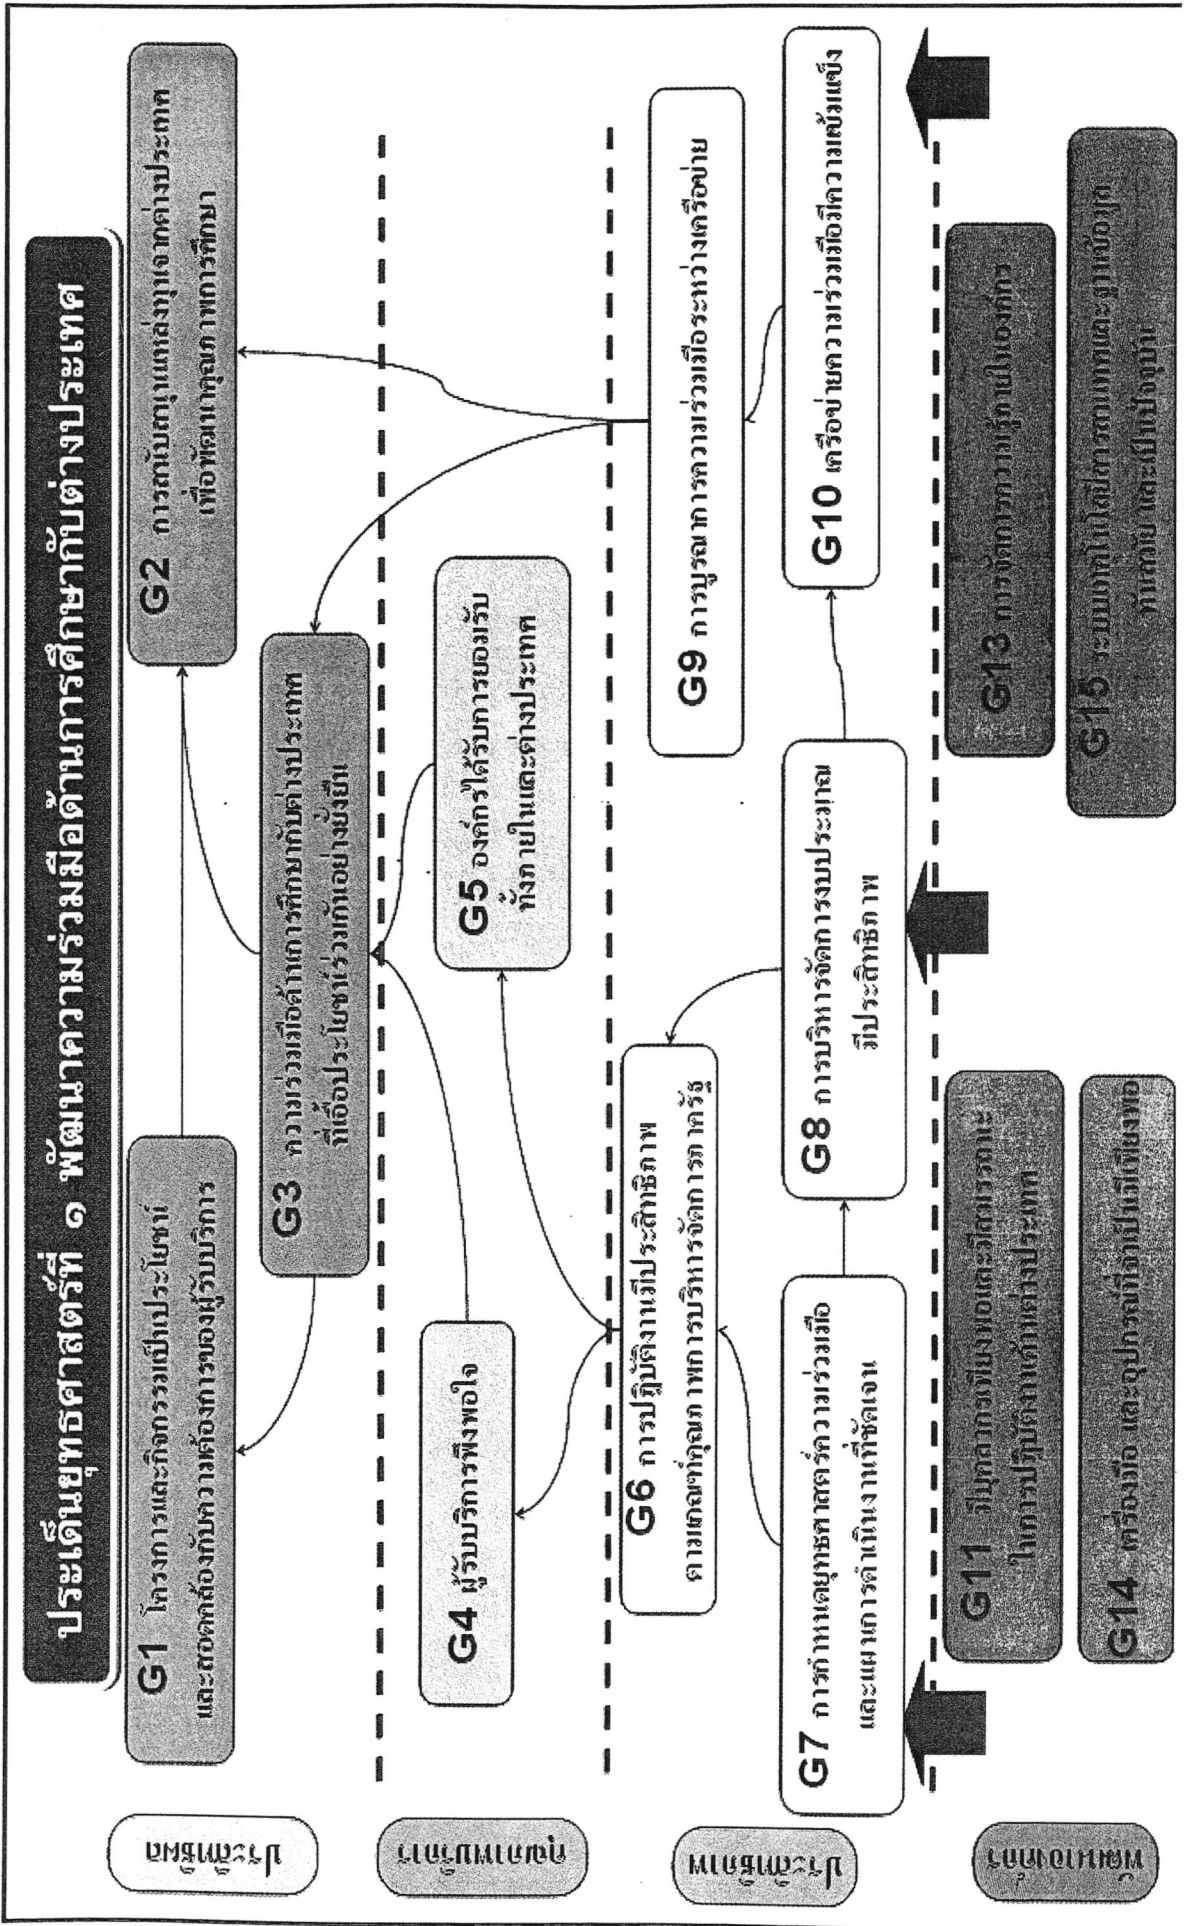 ประเด็นยุทธศาสตร์ที่ ๑ พัฒนาความร่วมมือด้านการศึกษากับต่างประเทศ
ประสิทธิผล
G1 โครงการและกิจกรรมเป็นประโยชน์
และสอดคล้องกับความต้องการของผู้รับบริการ
G2 การสนับสนุนแหล่งทุนจากต่างประเทศ
เพื่อพัฒนาคุณภาพการศึกษา
G3 ความร่วมมือด้านการศึกษากับต่างประเทศ
ที่เอื้อประโยชน์ร่วมกันอย่างยั่งยืน
คุณภาพบริการ
G4 ผู้รับบริการพึงพอใจ
G5 องค์กรได้รับการยอมรับ
ทั้งภายในและต่างประเทศ
ประสิทธิภาพ
G6 การปฏิบัติงานมีประสิทธิภาพ
ตามเกณฑ์คุณภาพการบริหารจัดการภาครัฐ
G9 การบูรณาการความร่วมมือระหว่างเครือข่าย
G7 การกำหนดยุทธศาสตร์ความร่วมมือ
และแผนการดำเนินงานที่ชัดเจน
G8 การบริหารจัดการงบประมาณ
มีประสิทธิภาพ
G10 เครือข่ายความร่วมมือมีความเข้มแข็ง
พัฒนาองค์กร
G11 มีบุคลากรเพียงพอและมีสมรรถนะ
ในการปฏิบัติงานด้านต่างประเทศ
G13 การจัดการความรู้ภายในองค์กร
G14 เครื่องมือ และอุปกรณ์ที่จำเป็นมีเพียงพอ
G15 ระบบเทคโนโลยีสารสนเทศและฐานข้อมูล
ทันสมัย และเป็นปัจจุบัน